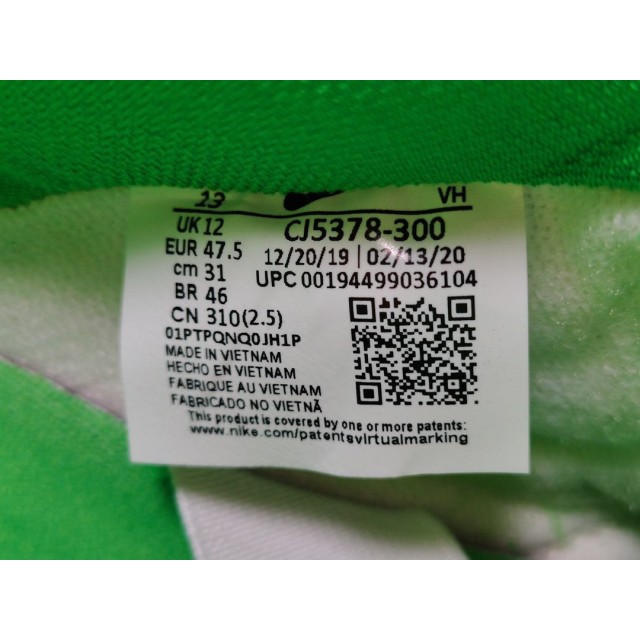 13 VH
UK 12 CJ5378-300
EUR 47.5 12/20/19 | 02/13/20
cm 31 UPC 00194499036104
BR 46
CN 310(2.5)
01PTPQNQ0JH1P
MADE IN VIETNAM
HECHO EN VIETNAM
FABRIQUE AU VIETNAM
FABRICADO NO VIETNÃ
This product is covered by one or more patents:
www.nike.com/patentsvirtualmarking